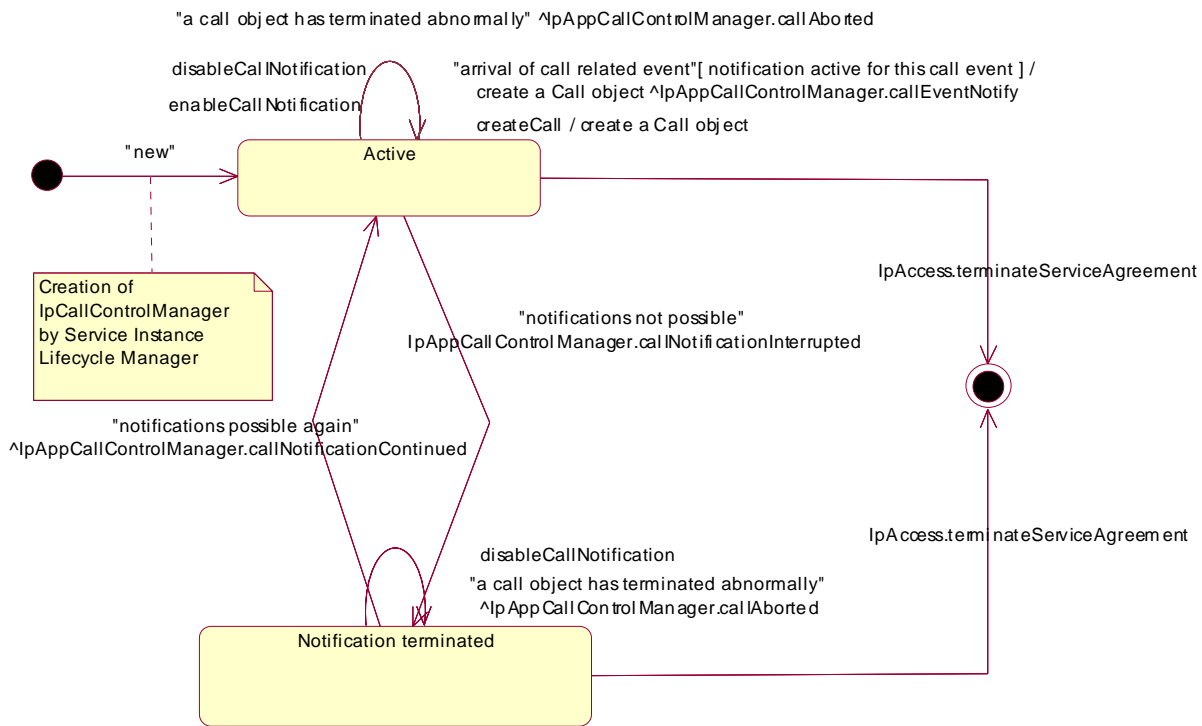 "a call object has terminated abnormally" ^IpAppCallControlManager.callAborted
disableCallNotification
enableCallNotification
"arrival of call related event"[ notification active for this call event ] /
create a Call object ^IpAppCallControlManager.callEventNotify
createCall / create a Call object
"new"
Active
Creation of
IpCallControlManager
by Service Instance
Lifecycle Manager
IpAccess.terminateServiceAgreement
"notifications not possible"
IpAppCallControlManager.callNotificationInterrupted
"notifications possible again"
^IpAppCallControlManager.callNotificationContinued
IpAccess.terminateServiceAgreement
disableCallNotification
"a call object has terminated abnormally"
^IpAppCallControlManager.callAborted
Notification terminated